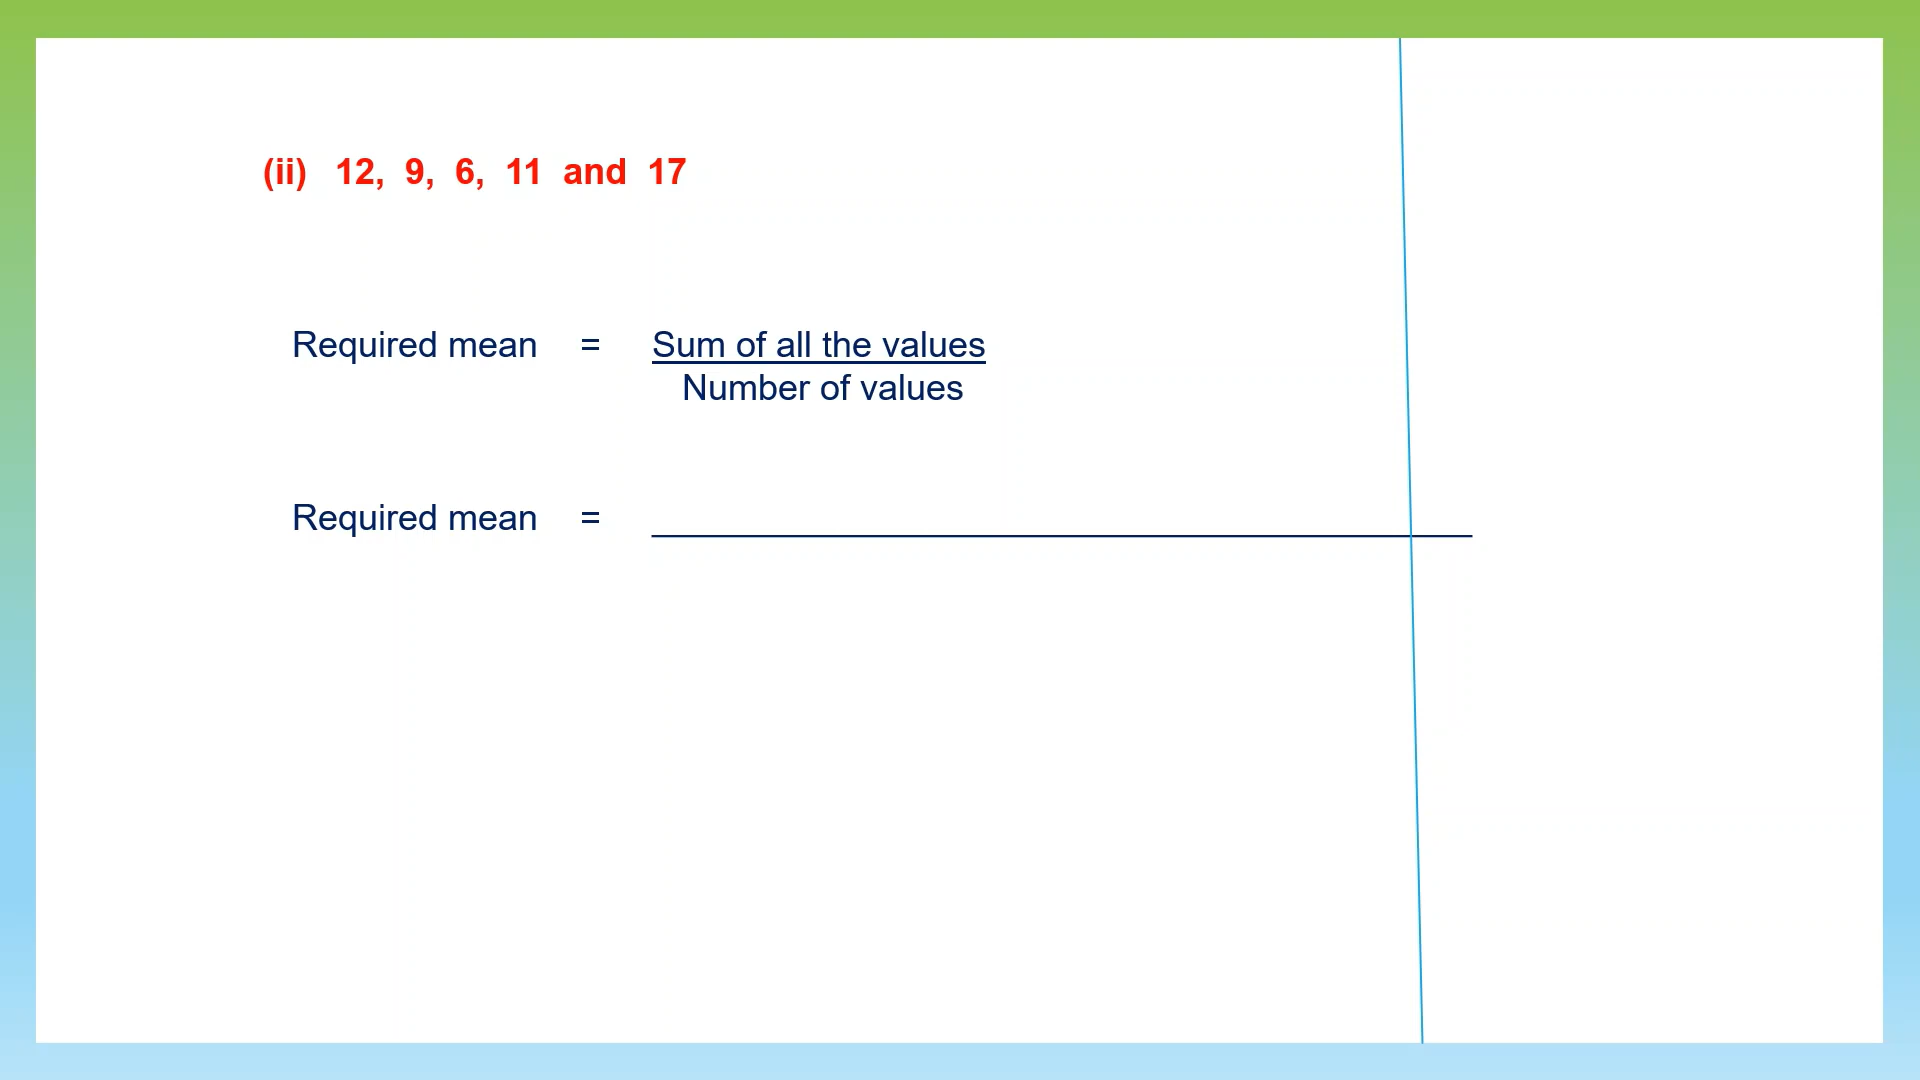 (ii) 12, 9, 6, 11 and 17
Required mean = Sum of all the values
Number of values
Required mean =